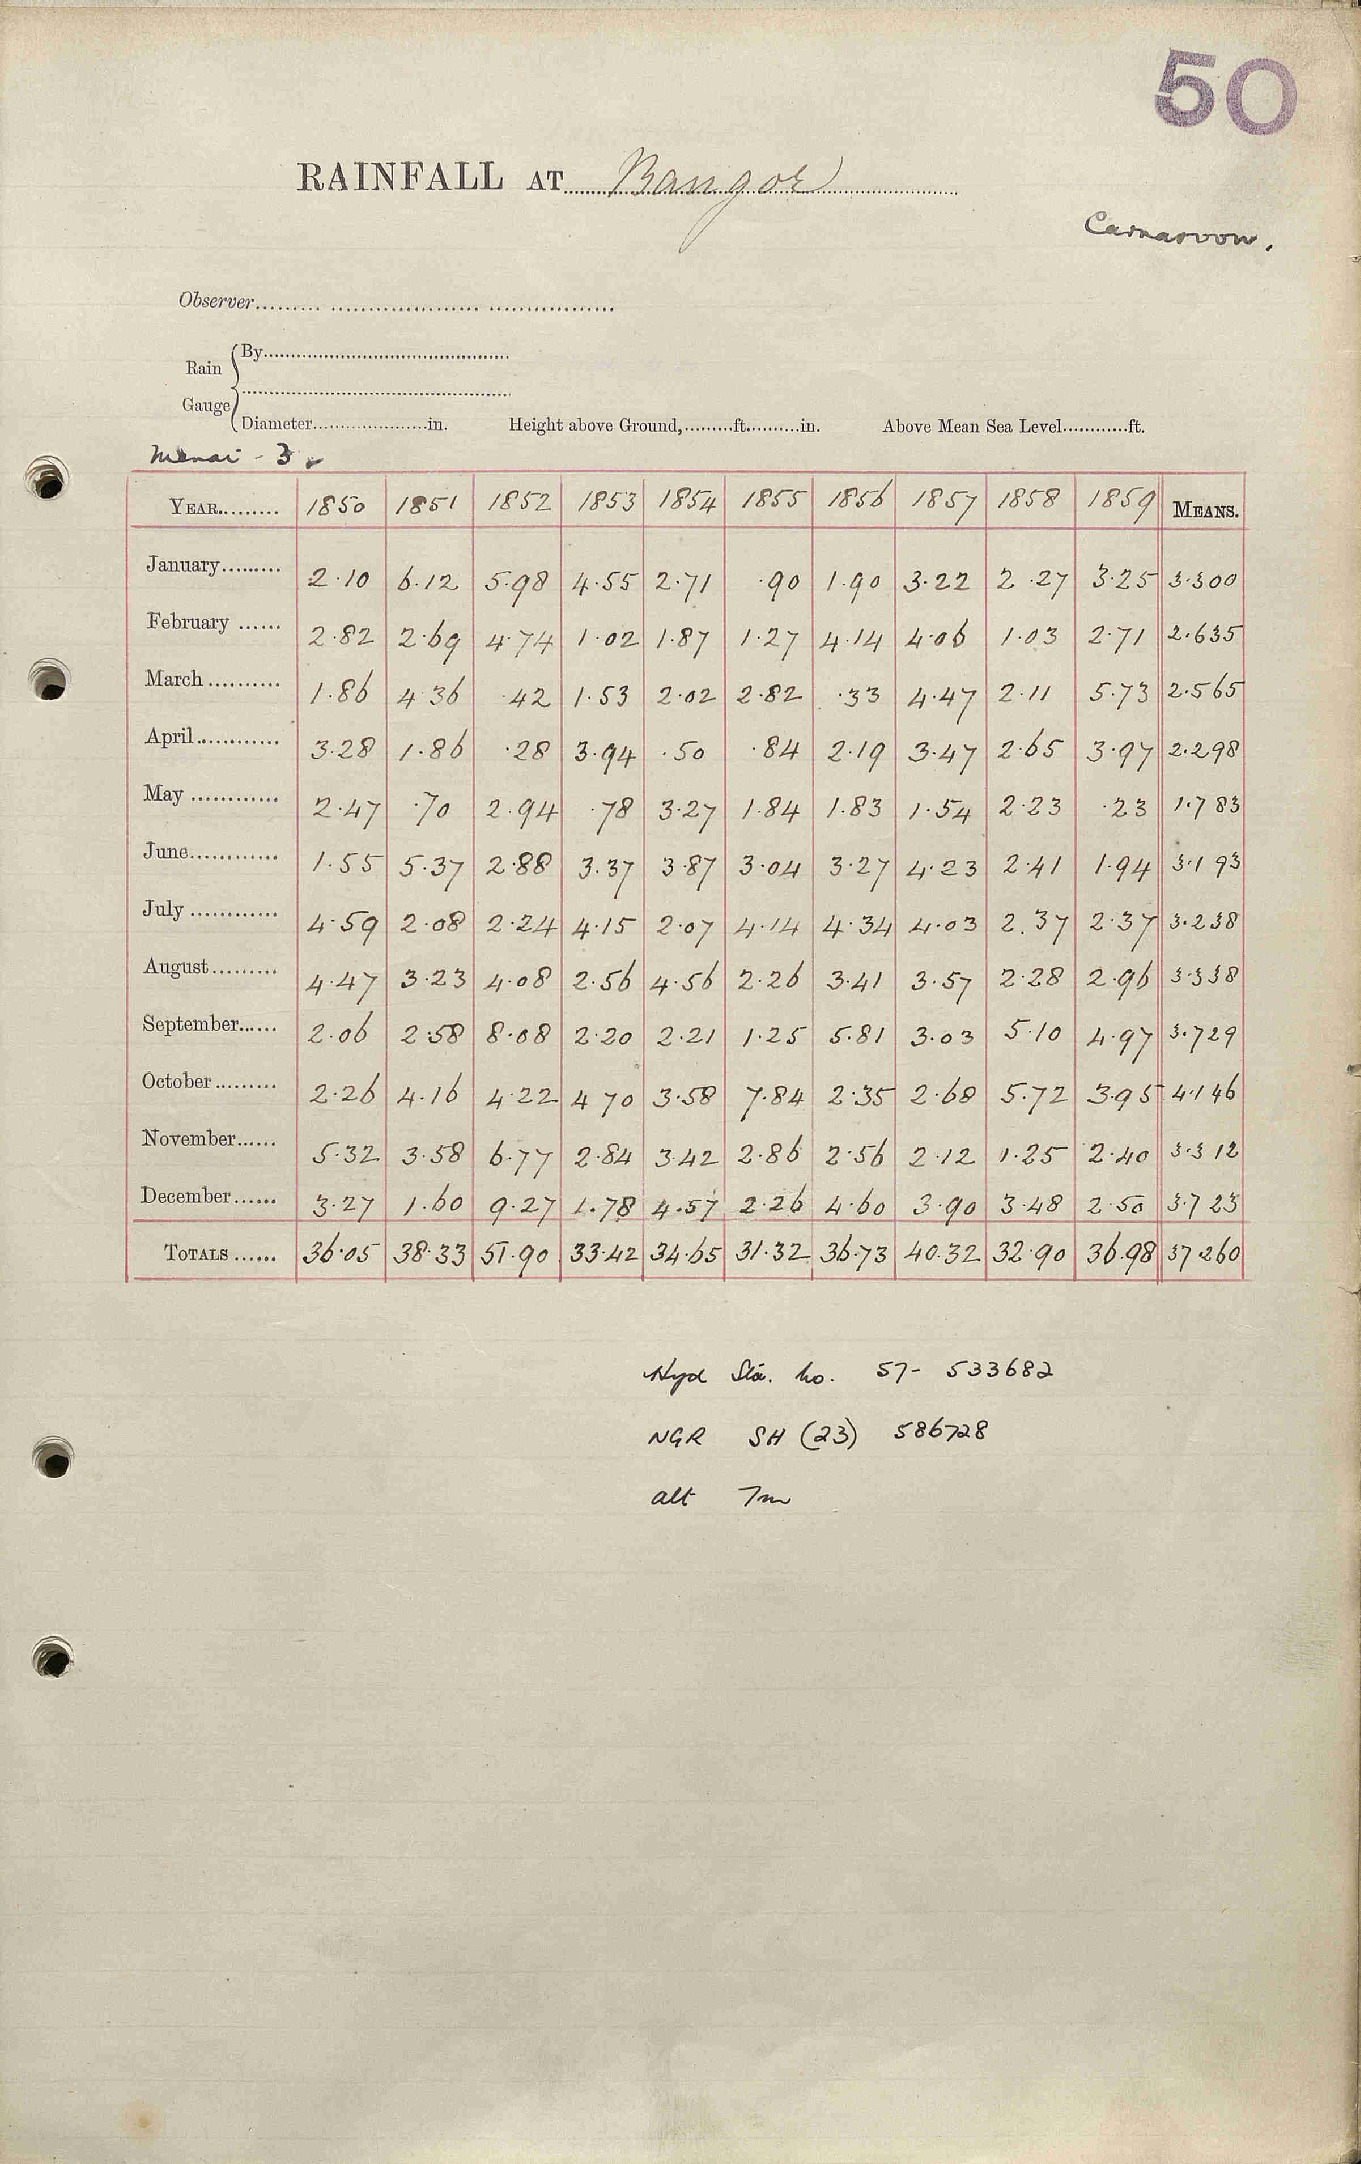 50
RAINFALL AT Bangor
Carnarvon.
Observer
Rain Gauge
By
Diameter in. Height above Ground, ft. in. Above Mean Sea Level ft.
Menai - 3
YEAR 1850 1851 1852 1853 1854 1855 1856 1857 1858 1859 MEANS.
January 2.10 6.12 5.98 4.55 2.71 .90 1.90 3.22 2.27 3.25 3.300
February 2.82 2.69 4.74 1.02 1.87 1.27 4.14 4.06 1.03 2.71 2.635
March 1.86 4.36 .42 1.53 2.02 2.82 .33 4.47 2.11 5.73 2.565
April 3.28 1.86 .28 3.94 .50 .84 2.19 3.47 2.65 3.97 2.298
May 2.47 .70 2.94 .78 3.27 1.84 1.83 1.54 2.23 .23 1.783
June 1.55 5.37 2.88 3.37 3.87 3.04 3.27 4.23 2.41 1.94 3.193
July 4.59 2.08 2.24 4.15 2.07 4.14 4.34 4.03 2.37 2.37 3.238
August 4.47 3.23 4.08 2.56 4.56 2.26 3.41 3.57 2.28 2.96 3.338
September 2.06 2.58 8.08 2.20 2.21 1.25 5.81 3.03 5.10 4.97 3.729
October 2.26 4.16 4.22 4.70 3.58 7.84 2.35 2.68 5.72 3.95 4.146
November 5.32 3.58 6.77 2.84 3.42 2.86 2.56 2.12 1.25 2.40 3.312
December 3.27 1.60 9.27 1.78 4.57 2.26 4.60 3.90 3.48 2.50 3.723
TOTALS 36.05 38.33 51.90 33.42 34.65 31.32 36.73 40.32 32.90 36.98 37.260
Hyd Sta. No. 57- 533682
NGR SH (23) 586728
alt 7m